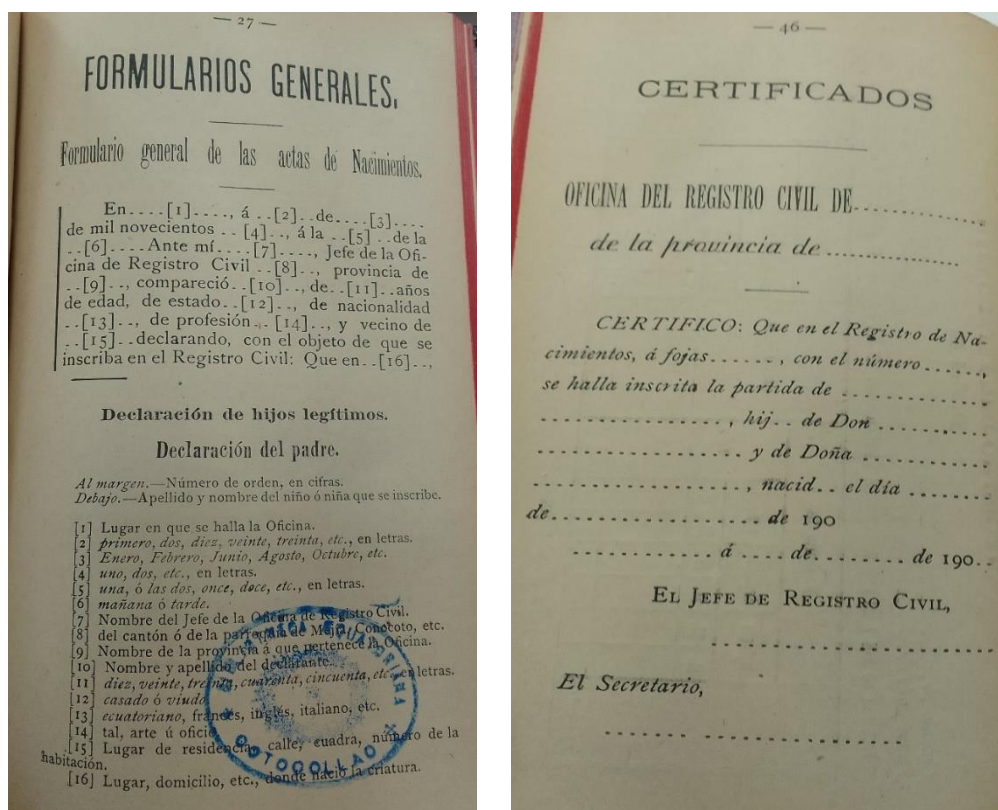 — 27 —
FORMULARIOS GENERALES.
Formulario general de las actas de Nacimientos.
En....[1]...., á ..[2]..de....[3]....
de mil novecientos .. [4].., á la ..[5]..de la
..[6]....Ante mí....[7]...., Jefe de la Ofi-
cina de Registro Civil ..[8].., provincia de
..[9].., compareció..[10].., de..[11]..años
de edad, de estado..[12].., de nacionalidad
..[13].., de profesión.. [14].., y vecino de
..[15]..declarando, con el objeto de que se
inscriba en el Registro Civil: Que en..[16]..,
Declaración de hijos legítimos.
Declaración del padre.
Al margen.—Número de orden, en cifras.
Debajo.—Apellido y nombre del niño ó niña que se inscribe.
[1] Lugar en que se halla la Oficina.
[2] primero, dos, diez, veinte, treinta, etc., en letras.
[3] Enero, Febrero, Junio, Agosto, Octubre, etc.
[4] uno, dos, etc., en letras.
[5] una, ó las dos, once, doce, etc., en letras.
[6] mañana ó tarde.
[7] Nombre del Jefe de la Oficina de Registro Civil.
[8] del cantón ó de la parroquia de Mejía, Conocoto, etc.
[9] Nombre de la provincia á que pertenece la Oficina.
[10] Nombre y apellido del declarante.
[11] diez, veinte, treinta, cuarenta, cincuenta, etc., en letras.
[12] casado ó viudo
[13] ecuatoriano, francés, inglés, italiano, etc.
[14] tal, arte ú oficio
[15] Lugar de residencia, calle, cuadra, número de la
habitación.
[16] Lugar, domicilio, etc., donde nació la criatura.
ECUATORIANA
COTOCOLLAO
— 46 —
CERTIFICADOS
OFICINA DEL REGISTRO CIVIL DE..............
de la provincia de ..............
CERTIFICO: Que en el Registro de Na-
cimientos, á fojas......., con el número.......,
se halla inscrita la partida de ..............
................, hij.. de Don ...........
................. y de Doña ............
................., nacid.. el día ........
de.................. de 190
.......... á .... de........ de 190..
EL JEFE DE REGISTRO CIVIL,
......................
El Secretario,
...... ................